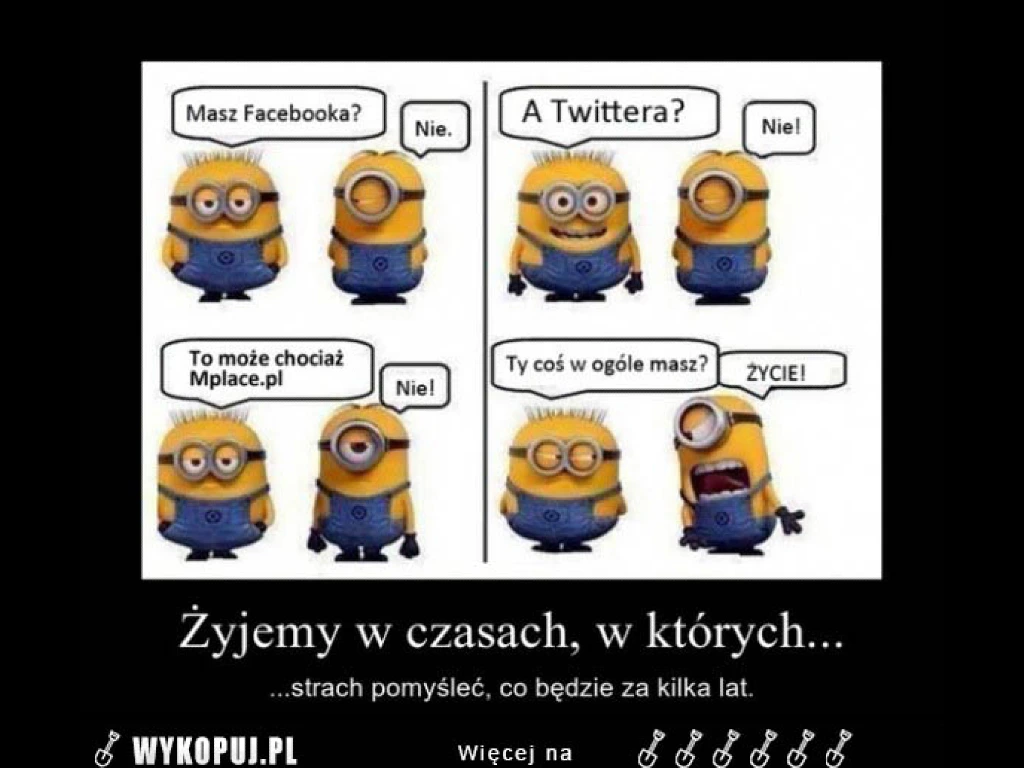 Masz Facebooka?
Nie.
A Twittera?
Nie!
To może chociaż
Mplace.pl
Nie!
Ty coś w ogóle masz?
ŻYCIE!
Żyjemy w czasach, w których...
...strach pomyśleć, co będzie za kilka lat.
WYKOPUJ.PL
Więcej na